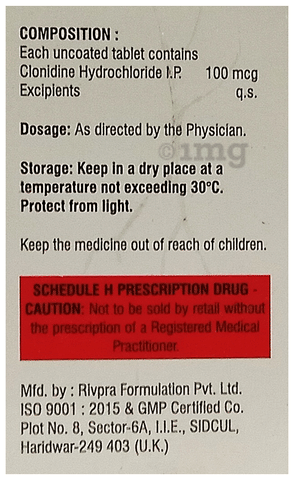 COMPOSITION :
Each uncoated tablet contains
Clonidine Hydrochloride I.P. 100 mcg
Excipients q.s.
Dosage: As directed by the Physician.
1mg
Storage: Keep in a dry place at a
temperature not exceeding 30°C.
Protect from light.
Keep the medicine out of reach of children.
SCHEDULE H PRESCRIPTION DRUG -
CAUTION: Not to be sold by retail without
the prescription of a Registered Medical
Practitioner.
Mfd. by : Rivpra Formulation Pvt. Ltd.
ISO 9001 : 2015 & GMP Certified Co.
Plot No. 8, Sector-6A, I.I.E., SIDCUL,
Haridwar-249 403 (U.K.)